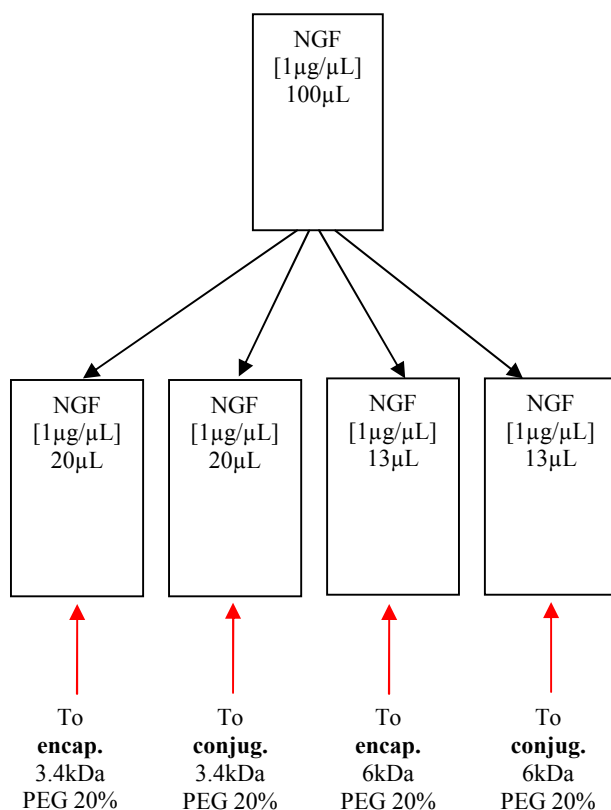 NGF
[1µg/µL]
100µL
NGF
[1µg/µL]
20µL
NGF
[1µg/µL]
20µL
NGF
[1µg/µL]
13µL
NGF
[1µg/µL]
13µL
To
encap.
3.4kDa
PEG 20%
To
conjug.
3.4kDa
PEG 20%
To
encap.
6kDa
PEG 20%
To
conjug.
6kDa
PEG 20%